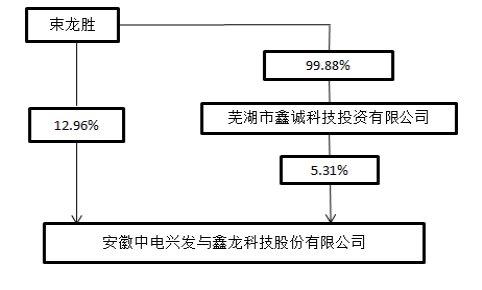 束龙胜
99.88%
芜湖市鑫诚科技投资有限公司
12.96%
5.31%
安徽中电兴发与鑫龙科技股份有限公司